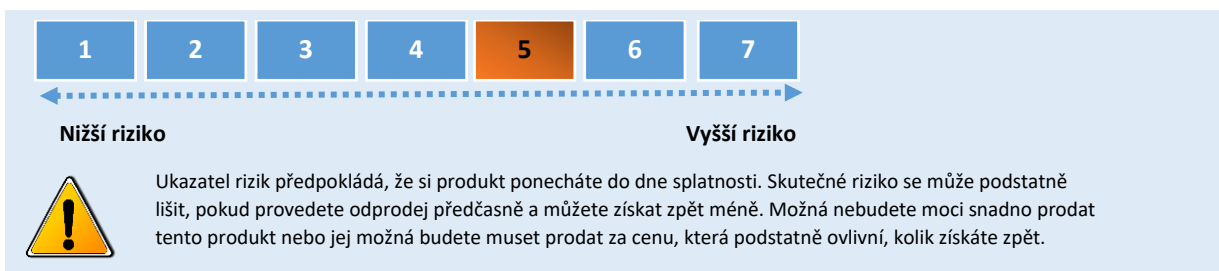 1 2 3 4 5 6 7
Nižší riziko Vyšší riziko
Ukazatel rizik předpokládá, že si produkt ponecháte do dne splatnosti. Skutečné riziko se může podstatně
lišit, pokud provedete odprodej předčasně a můžete získat zpět méně. Možná nebudete moci snadno prodat
tento produkt nebo jej možná budete muset prodat za cenu, která podstatně ovlivní, kolik získáte zpět.